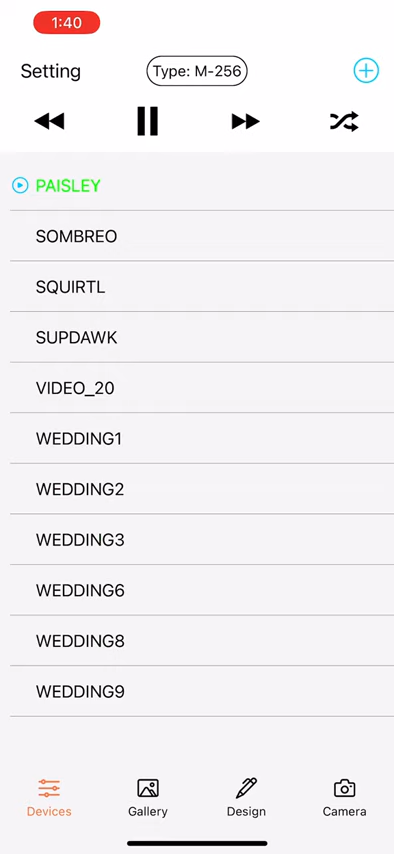 1:40
Setting
Type: M-256
PAISLEY
SOMBREO
SQUIRTL
SUPDAWK
VIDEO_20
WEDDING1
WEDDING2
WEDDING3
WEDDING6
WEDDING8
WEDDING9
Devices Gallery Design Camera